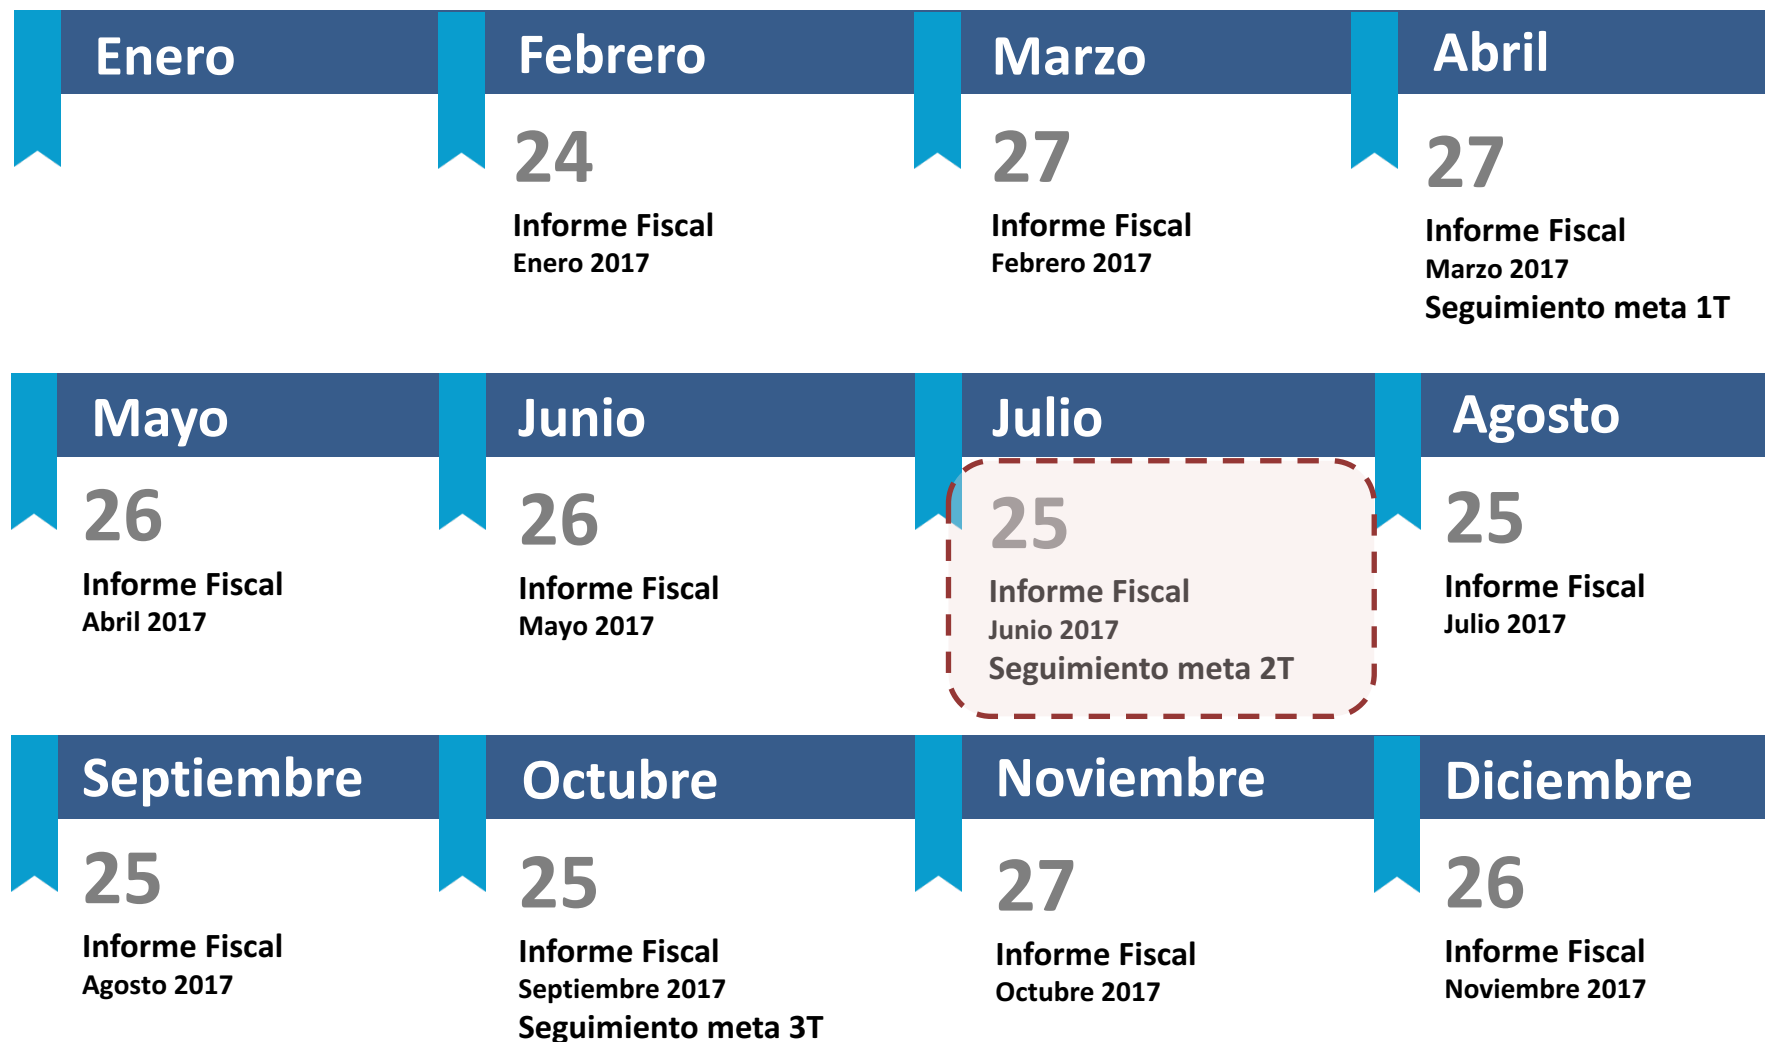 Enero
Febrero
24
Informe Fiscal
Enero 2017
Marzo
27
Informe Fiscal
Febrero 2017
Abril
27
Informe Fiscal
Marzo 2017
Seguimiento meta 1T
Mayo
26
Informe Fiscal
Abril 2017
Junio
26
Informe Fiscal
Mayo 2017
Julio
25
Informe Fiscal
Junio 2017
Seguimiento meta 2T
Agosto
25
Informe Fiscal
Julio 2017
Septiembre
25
Informe Fiscal
Agosto 2017
Octubre
25
Informe Fiscal
Septiembre 2017
Seguimiento meta 3T
Noviembre
27
Informe Fiscal
Octubre 2017
Diciembre
26
Informe Fiscal
Noviembre 2017